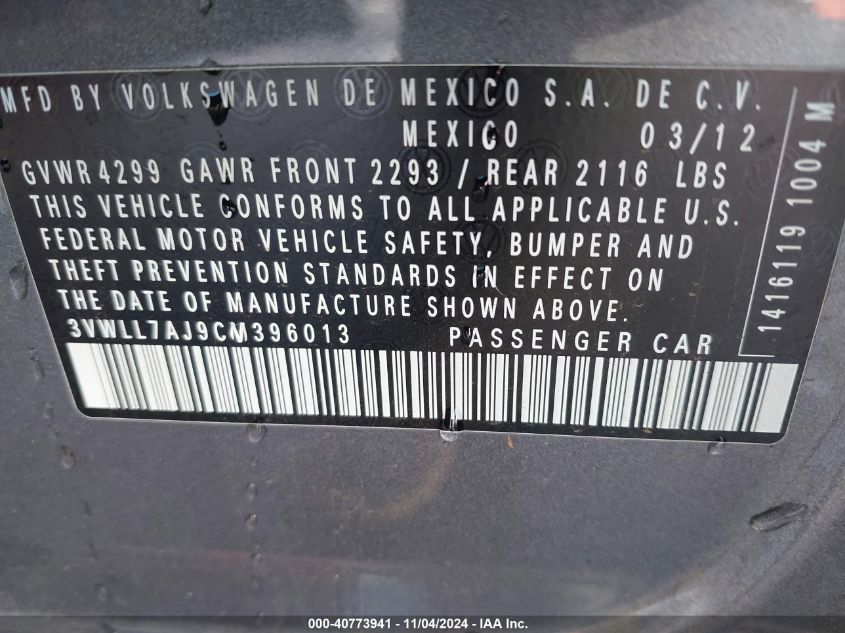 MFD BY VOLKSWAGEN DE MEXICO S.A. DE C.V.
MEXICO 03/12
GVWR 4299 GAWR FRONT 2293 / REAR 2116 LBS
THIS VEHICLE CONFORMS TO ALL APPLICABLE U.S.
FEDERAL MOTOR VEHICLE SAFETY, BUMPER AND
THEFT PREVENTION STANDARDS IN EFFECT ON
THE DATE OF MANUFACTURE SHOWN ABOVE.
3VWLL7AJ9CM396013 PASSENGER CAR
1416119 1004 M
000-40773941 - 11/04/2024 - IAA Inc.